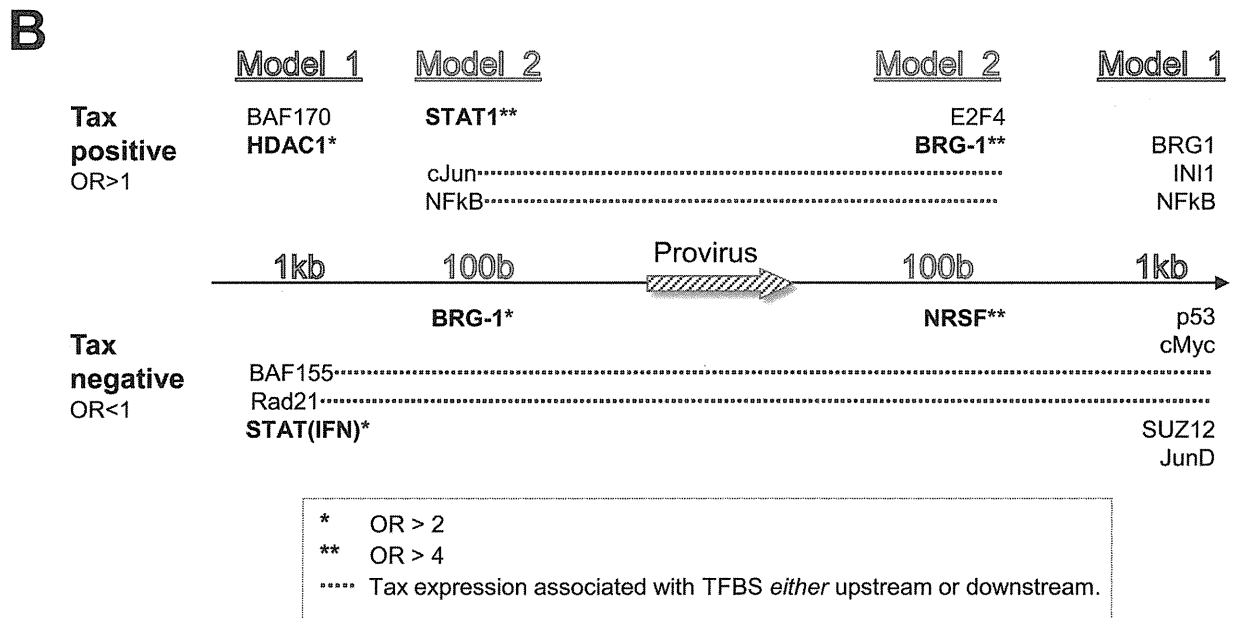 B
Model 1 Model 2 Model 2 Model 1
Tax positive OR>1
BAF170 STAT1** E2F4
HDAC1* BRG-1** BRG1
cJun INI1
NFkB NFkB
Provirus
1kb 100b 100b 1kb
BRG-1* NRSF** p53
Tax negative OR<1
cMyc
BAF155
Rad21
STAT(IFN)* SUZ12
JunD
* OR > 2
** OR > 4
Tax expression associated with TFBS either upstream or downstream.